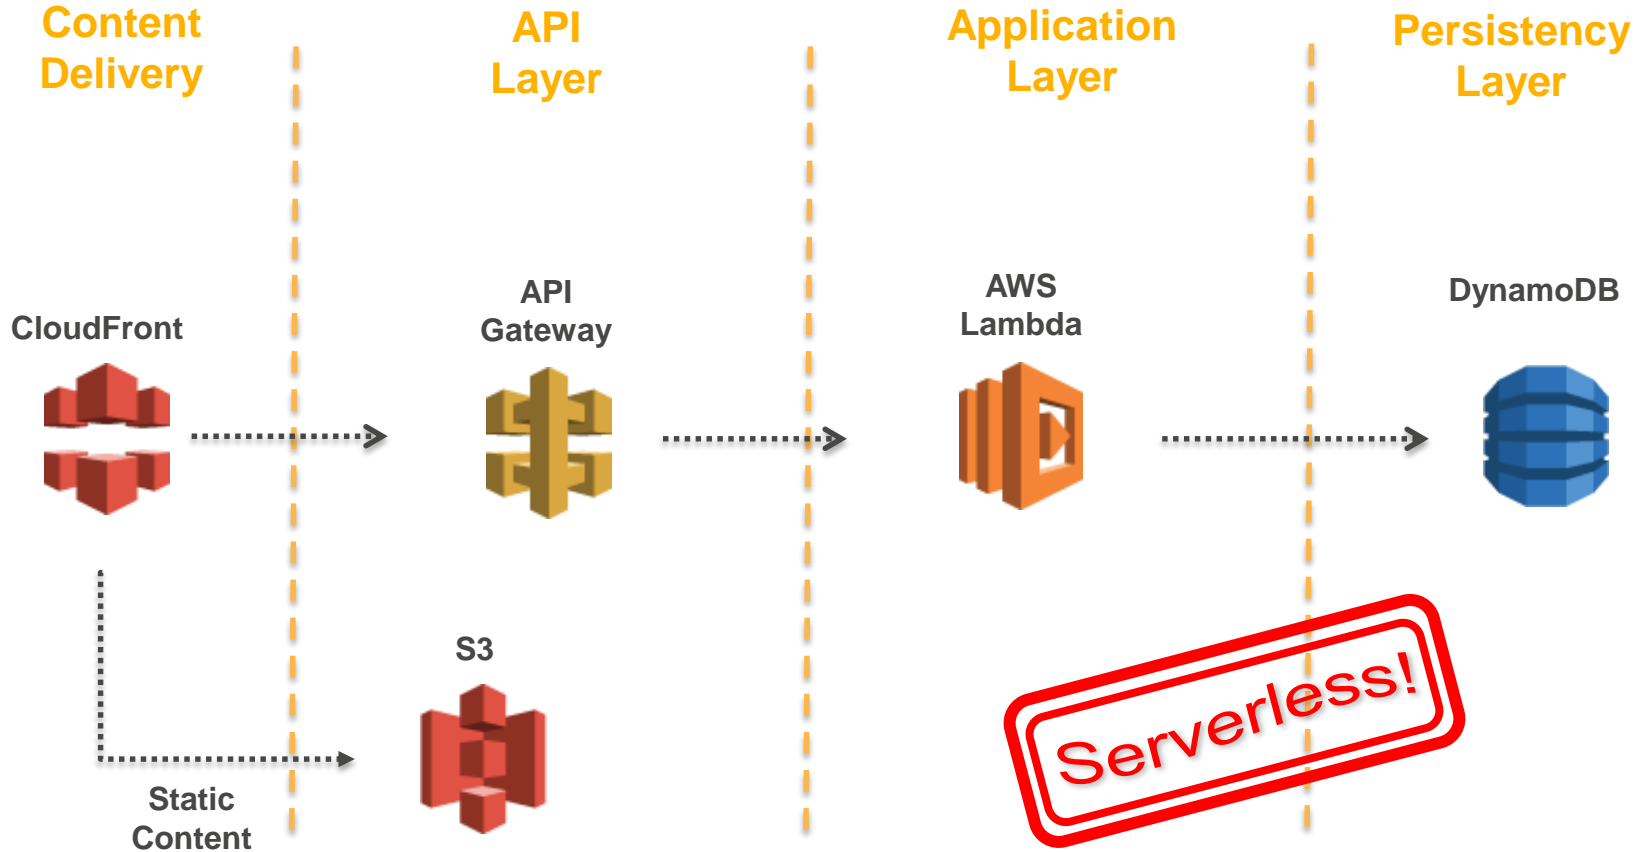 Content
Delivery
API
Layer
Application
Layer
Persistency
Layer
CloudFront
API
Gateway
AWS
Lambda
DynamoDB
S3
Static
Content
Serverless!